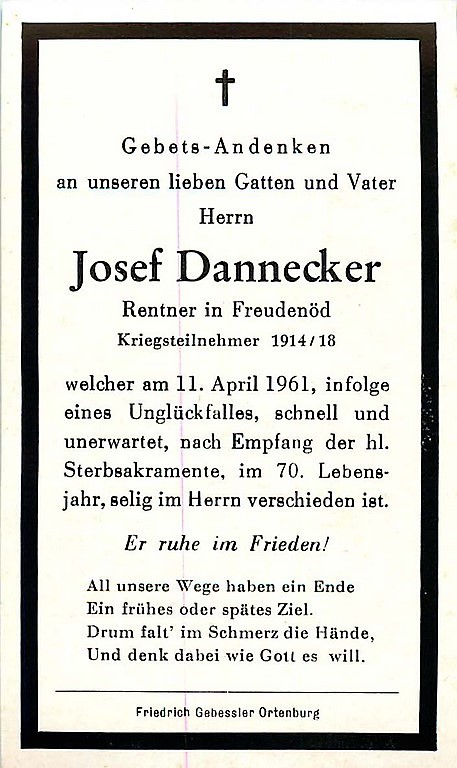 Gebets-Andenken
an unseren lieben Gatten und Vater
Herrn
Josef Dannecker
Rentner in Freudenöd
Kriegsteilnehmer 1914/18
welcher am 11. April 1961, infolge
eines Unglückfalles, schnell und
unerwartet, nach Empfang der hl.
Sterbsakramente, im 70. Lebens-
jahr, selig im Herrn verschieden ist.
Er ruhe im Frieden!
All unsere Wege haben ein Ende
Ein frühes oder spätes Ziel.
Drum falt' im Schmerz die Hände,
Und denk dabei wie Gott es will.
Friedrich Gebessler Ortenburg